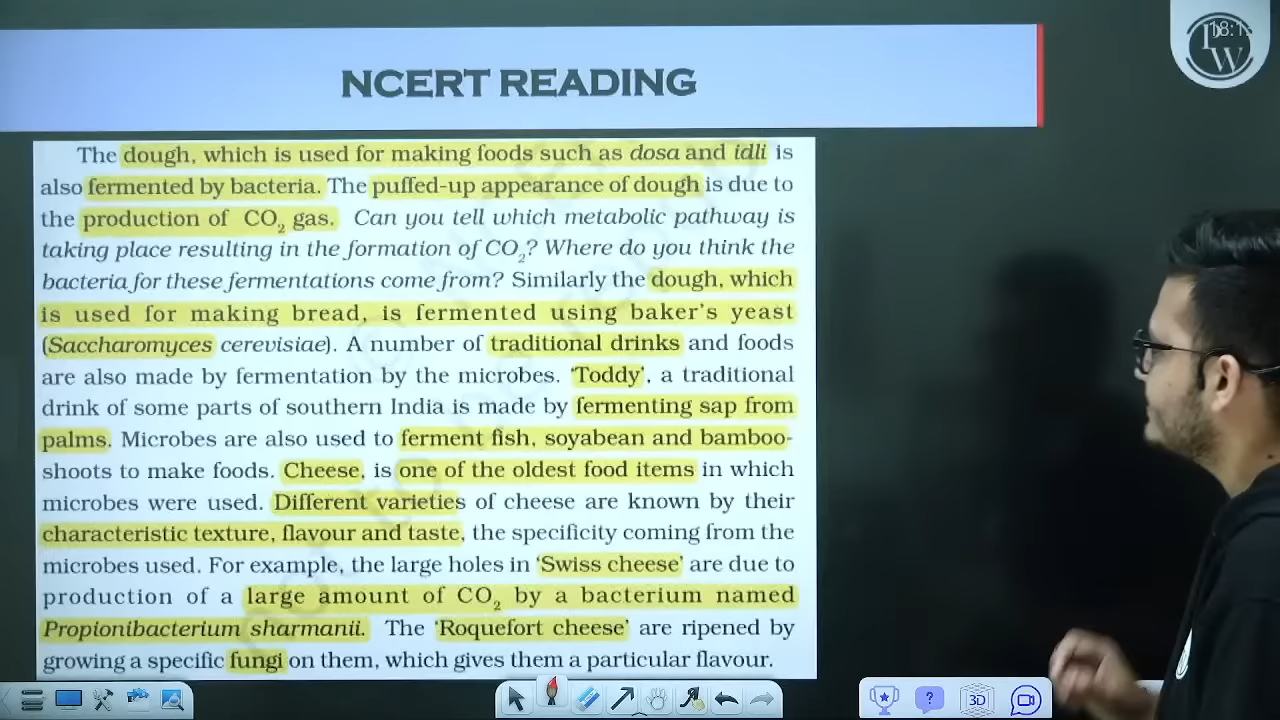 18:1
W
NCERT READING
The dough, which is used for making foods such as dosa and idli is
also fermented by bacteria. The puffed-up appearance of dough is due to
the production of CO₂ gas. Can you tell which metabolic pathway is
taking place resulting in the formation of CO₂? Where do you think the
bacteria for these fermentations come from? Similarly the dough, which
is used for making bread, is fermented using baker's yeast
(Saccharomyces cerevisiae). A number of traditional drinks and foods
are also made by fermentation by the microbes. 'Toddy', a traditional
drink of some parts of southern India is made by fermenting sap from
palms. Microbes are also used to ferment fish, soyabean and bamboo-
shoots to make foods. Cheese, is one of the oldest food items in which
microbes were used. Different varieties of cheese are known by their
characteristic texture, flavour and taste, the specificity coming from the
microbes used. For example, the large holes in 'Swiss cheese' are due to
production of a large amount of CO₂ by a bacterium named
Propionibacterium sharmanii. The 'Roquefort cheese' are ripened by
growing a specific fungi on them, which gives them a particular flavour.
3D